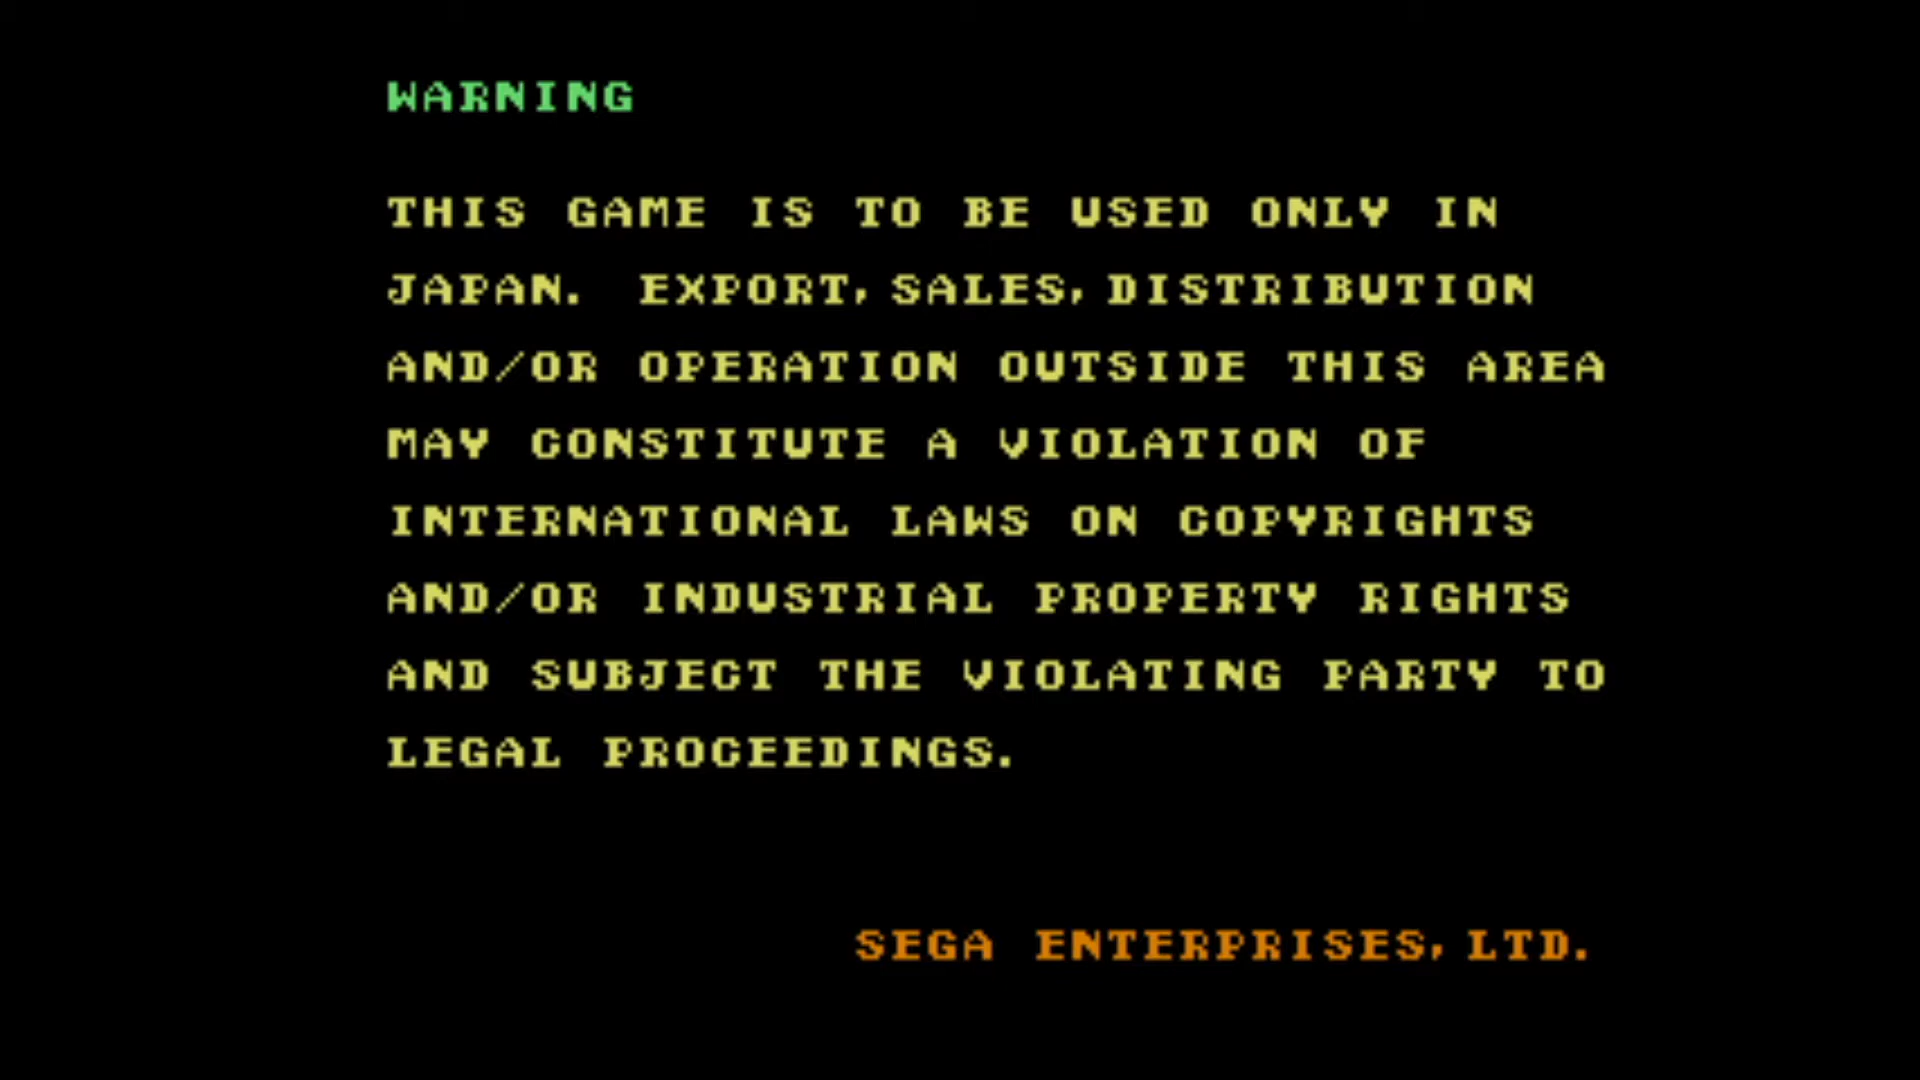 WARNING
THIS GAME IS TO BE USED ONLY IN
JAPAN.  EXPORT,SALES,DISTRIBUTION
AND/OR OPERATION OUTSIDE THIS AREA
MAY CONSTITUTE A VIOLATION OF
INTERNATIONAL LAWS ON COPYRIGHTS
AND/OR INDUSTRIAL PROPERTY RIGHTS
AND SUBJECT THE VIOLATING PARTY TO
LEGAL PROCEEDINGS.
SEGA ENTERPRISES,LTD.